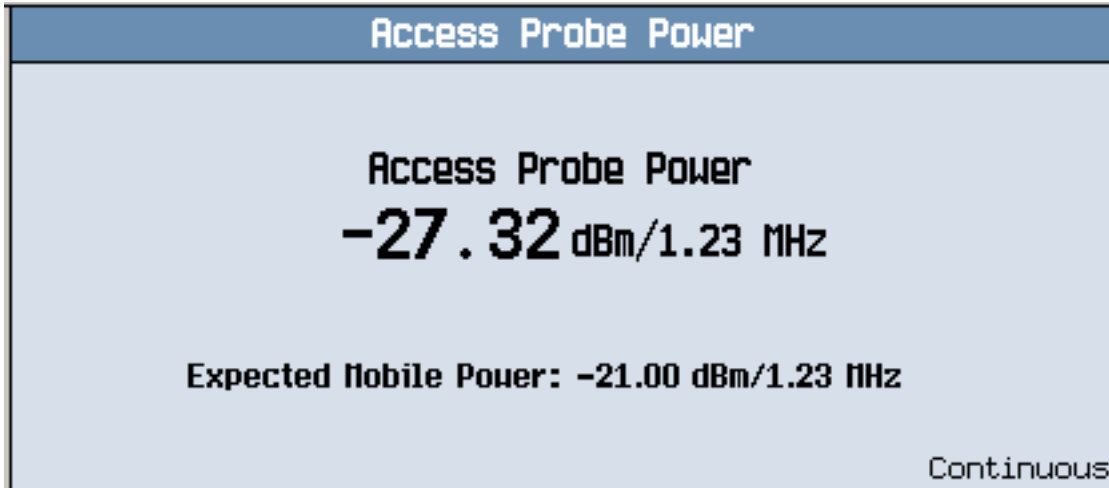 Access Probe Power
Access Probe Power
-27.32 dBm/1.23 MHz
Expected Mobile Power: -21.00 dBm/1.23 MHz
Continuous